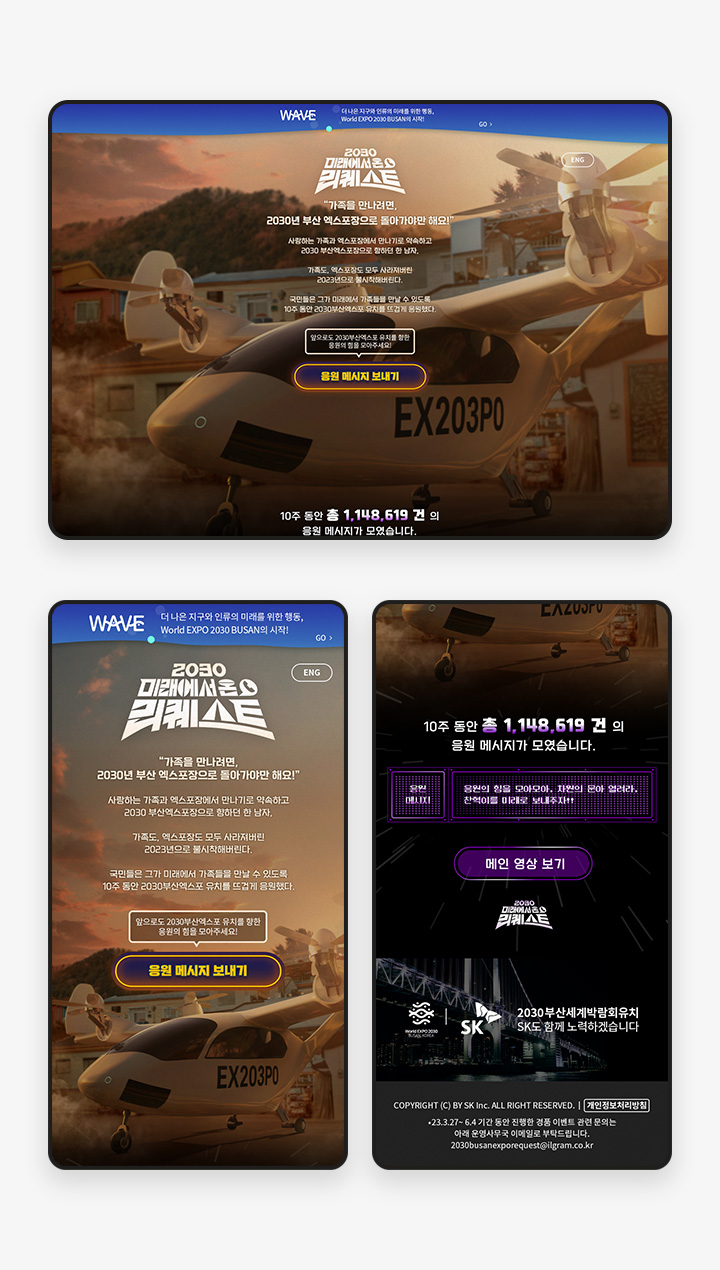 WAVE
더 나은 지구와 인류의 미래를 위한 행동,
World EXPO 2030 BUSAN의 시작!
GO ›
ENG
2030
미래에서 온
리퀘스트
“가족을 만나려면,
2030년 부산 엑스포장으로 돌아가야만 해요!”
사랑하는 가족과 엑스포장에서 만나기로 약속하고
2030 부산엑스포장으로 향하던 한 남자,
가족도, 엑스포장도 모두 사라져버린
2023년으로 불시착해버린다.
국민들은 그가 미래에서 가족들을 만날 수 있도록
10주 동안 2030부산엑스포 유치를 뜨겁게 응원했다.
앞으로도 2030부산엑스포 유치를 향한
응원의 힘을 모아주세요!
응원 메시지 보내기
EX203P0
10주 동안 총 1,148,619 건 의
응원 메시지가 모였습니다.
WAVE
더 나은 지구와 인류의 미래를 위한 행동,
World EXPO 2030 BUSAN의 시작!
GO ›
ENG
2030
미래에서 온
리퀘스트
“가족을 만나려면,
2030년 부산 엑스포장으로 돌아가야만 해요!”
사랑하는 가족과 엑스포장에서 만나기로 약속하고
2030 부산엑스포장으로 향하던 한 남자,
가족도, 엑스포장도 모두 사라져버린
2023년으로 불시착해버린다.
국민들은 그가 미래에서 가족들을 만날 수 있도록
10주 동안 2030부산엑스포 유치를 뜨겁게 응원했다.
앞으로도 2030부산엑스포 유치를 향한
응원의 힘을 모아주세요!
응원 메시지 보내기
EX203P0
EX203P0
10주 동안 총 1,148,619 건 의
응원 메시지가 모였습니다.
응원
메시지
응원의 힘을 모아모아, 차원의 문아 열려라,
찬혁이를 미래로 보내주자!!
메인 영상 보기
2030
미래에서 온
리퀘스트
World EXPO 2030
BUSAN, KOREA
SK
2030부산세계박람회유치
SK도 함께 노력하겠습니다
COPYRIGHT (C) BY SK Inc. ALL RIGHT RESERVED. | 개인정보처리방침
•23.3.27~ 6.4 기간 동안 진행한 경품 이벤트 관련 문의는
아래 운영사무국 이메일로 부탁드립니다.
2030busanexporequest@ilgram.co.kr